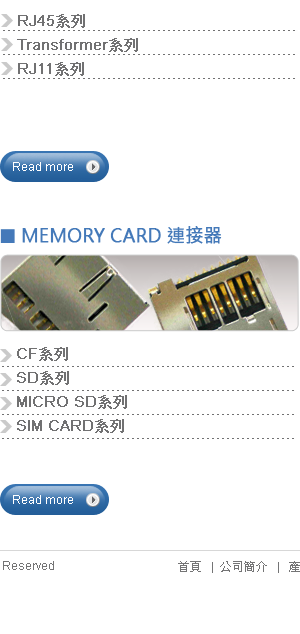 RJ45系列
Transformer系列
RJ11系列
Read more
MEMORY CARD 連接器
CF系列
SD系列
MICRO SD系列
SIM CARD系列
Read more
Reserved 首頁 | 公司簡介 | 產